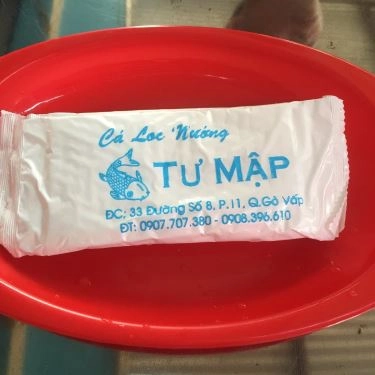 Cá Lóc Nướng
TƯ MẬP
ĐC: 33 Đường Số 8, P.11, Q.Gò Vấp
ĐT: 0907.707.380 - 0908.396.610